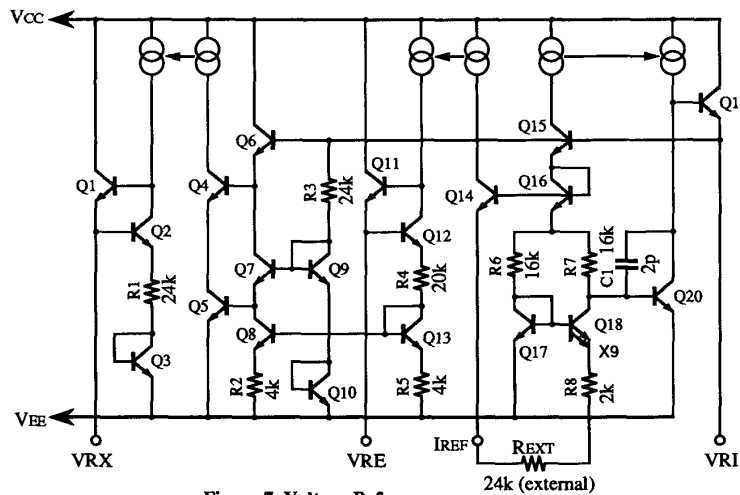 VCC
Q1
Q6
Q15
Q1
Q4
R3
24k
Q11
Q14
Q16
Q2
Q12
R1
24k
Q7
Q9
R4
20k
R6
16k
R7
16k
C1
2p
Q5
Q8
Q20
Q18
Q3
Q13
Q17
X9
R2
4k
Q10
R5
4k
R8
2k
VEE
IREF
REXT
VRX
VRE
VRI
24k (external)